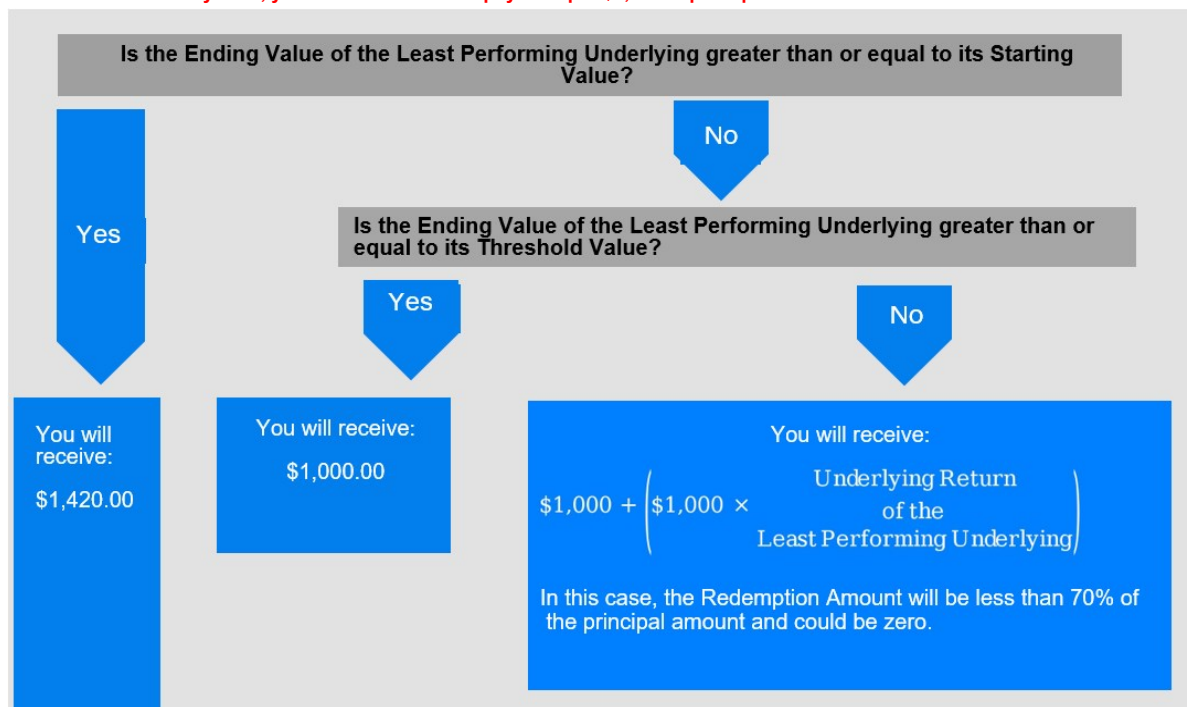 Is the Ending Value of the Least Performing Underlying greater than or equal to its Starting
Value?
No
Yes
Is the Ending Value of the Least Performing Underlying greater than or
equal to its Threshold Value?
Yes
No
You will
receive:
$1,420.00
You will receive:
$1,000.00
You will receive:
$1,000 + ($1,000 × Underlying Return
of the
Least Performing Underlying)
In this case, the Redemption Amount will be less than 70% of
the principal amount and could be zero.